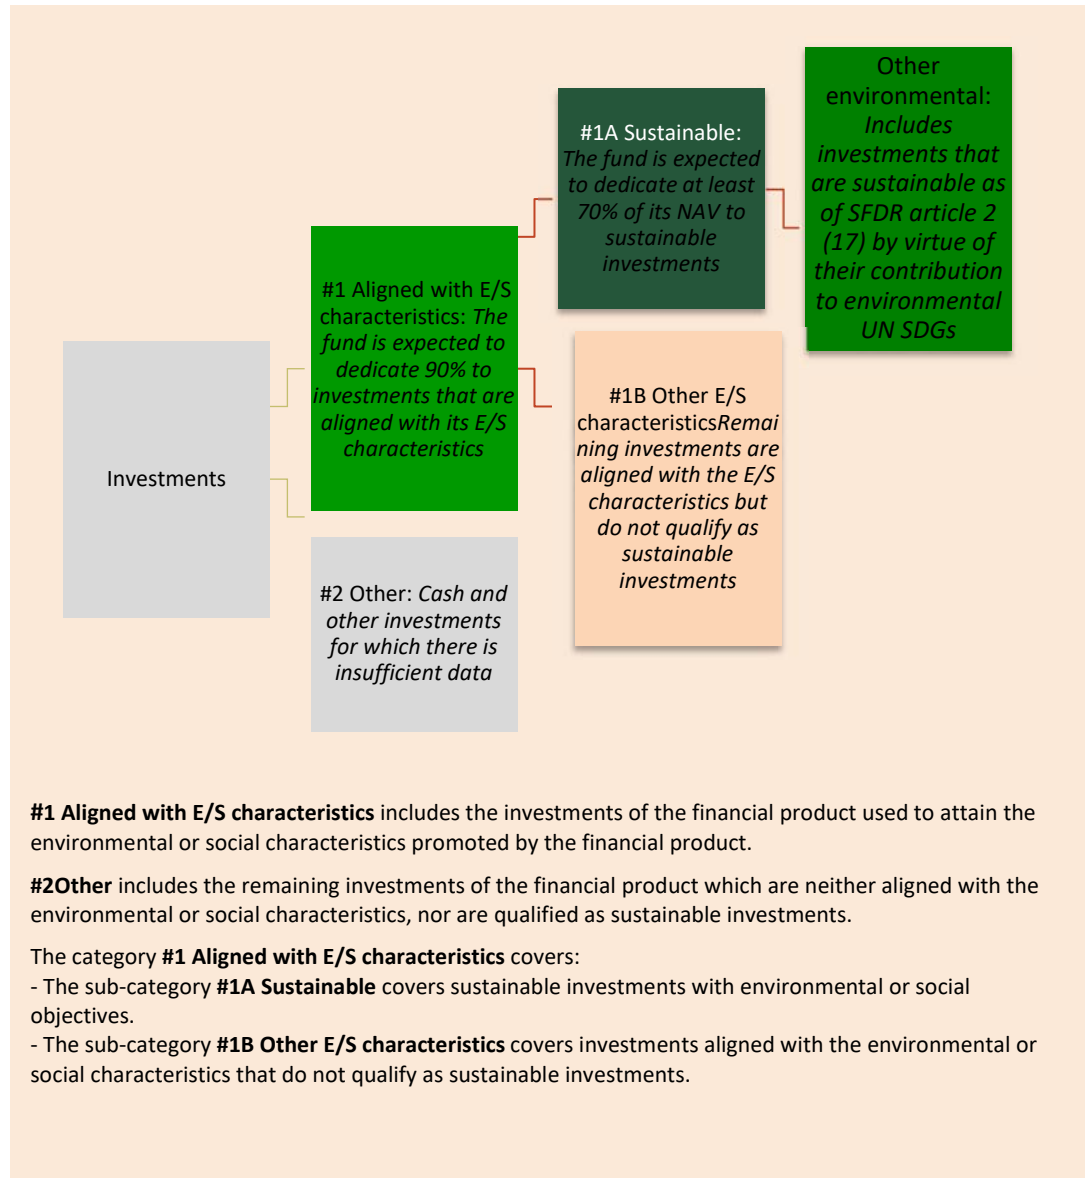 Investments
#1 Aligned with E/S
characteristics: The
fund is expected to
dedicate 90% to
investments that are
aligned with its E/S
characteristics
#2 Other: Cash and
other investments
for which there is
insufficient data
#1A Sustainable:
The fund is expected
to dedicate at least
70% of its NAV to
sustainable
investments
#1B Other E/S
characteristicsRemai
ning investments are
aligned with the E/S
characteristics but
do not qualify as
sustainable
investments
Other
environmental:
Includes
investments that
are sustainable as
of SFDR article 2
(17) by virtue of
their contribution
to environmental
UN SDGs
#1 Aligned with E/S characteristics includes the investments of the financial product used to attain the
environmental or social characteristics promoted by the financial product.
#2Other includes the remaining investments of the financial product which are neither aligned with the
environmental or social characteristics, nor are qualified as sustainable investments.
The category #1 Aligned with E/S characteristics covers:
- The sub-category #1A Sustainable covers sustainable investments with environmental or social
objectives.
- The sub-category #1B Other E/S characteristics covers investments aligned with the environmental or
social characteristics that do not qualify as sustainable investments.